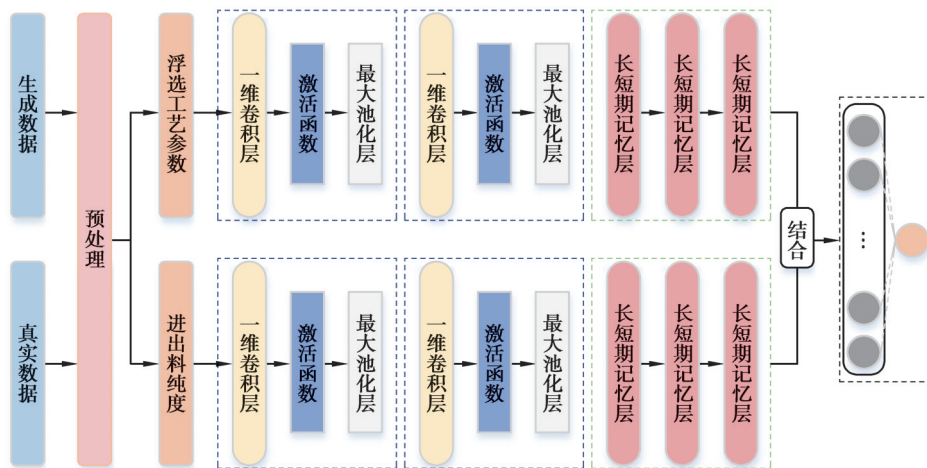 生成数据
浮选工艺参数
一维卷积层
激活函数
最大池化层
一维卷积层
激活函数
最大池化层
长短期记忆层
长短期记忆层
长短期记忆层
预处理
结合
...
真实数据
进出料纯度
一维卷积层
激活函数
最大池化层
一维卷积层
激活函数
最大池化层
长短期记忆层
长短期记忆层
长短期记忆层